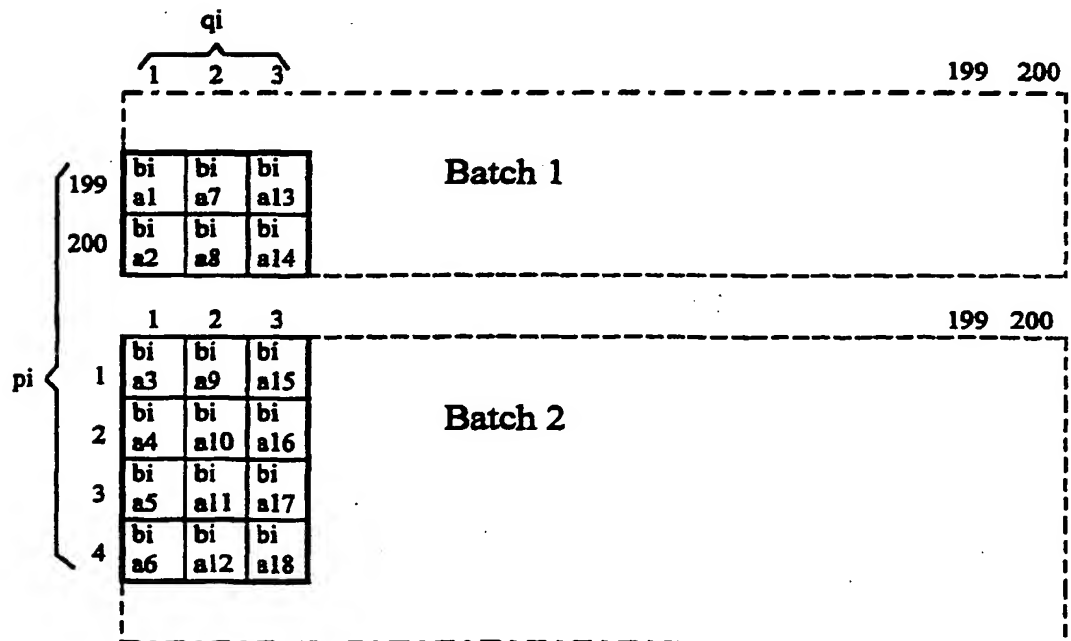 qi
1 2 3 199 200
Batch 1
199 bi bi bi
a1 a7 a13
200 bi bi bi
a2 a8 a14
1 2 3 199 200
pi
1 bi bi bi
a3 a9 a15
Batch 2
2 bi bi bi
a4 a10 a16
3 bi bi bi
a5 a11 a17
4 bi bi bi
a6 a12 a18